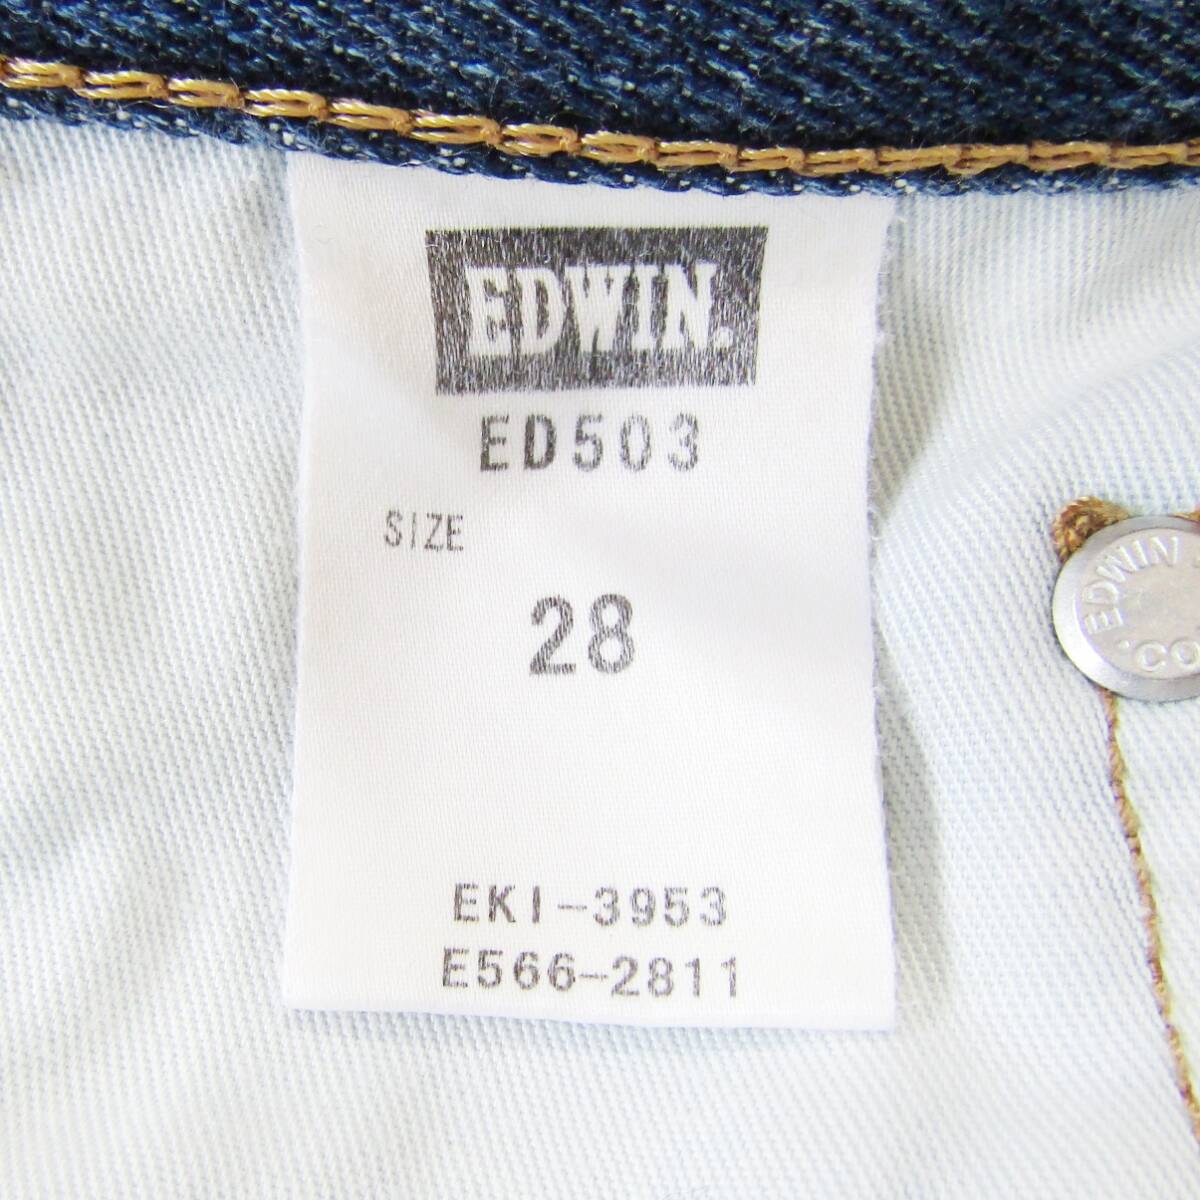 EDWIN.
ED503
SIZE
28
EKI-3953
E566-2811
EDWIN
·CO